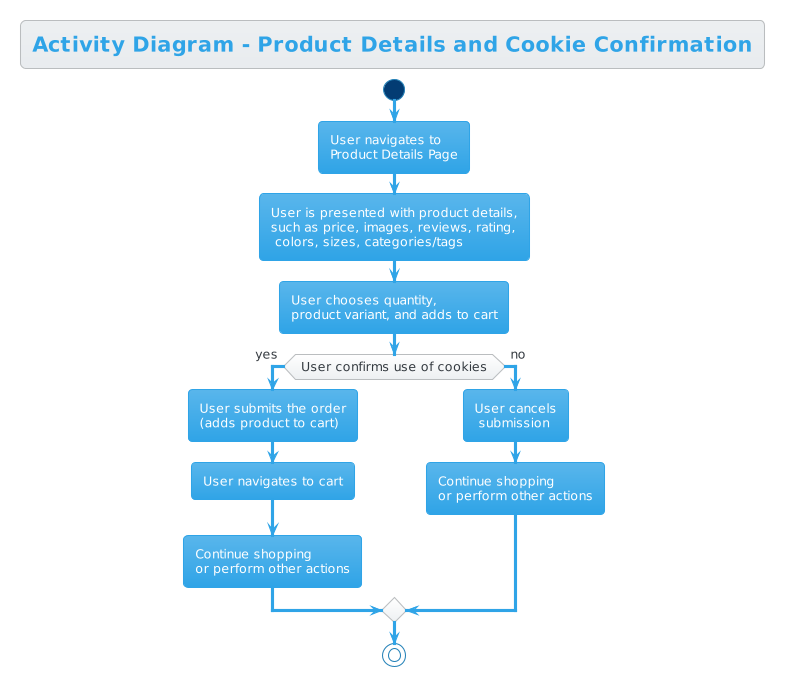 Activity Diagram - Product Details and Cookie Confirmation
User navigates to
Product Details Page
User is presented with product details,
such as price, images, reviews, rating,
colors, sizes, categories/tags
User chooses quantity,
product variant, and adds to cart
yes
User confirms use of cookies
no
User submits the order
(adds product to cart)
User navigates to cart
Continue shopping
or perform other actions
User cancels
submission
Continue shopping
or perform other actions